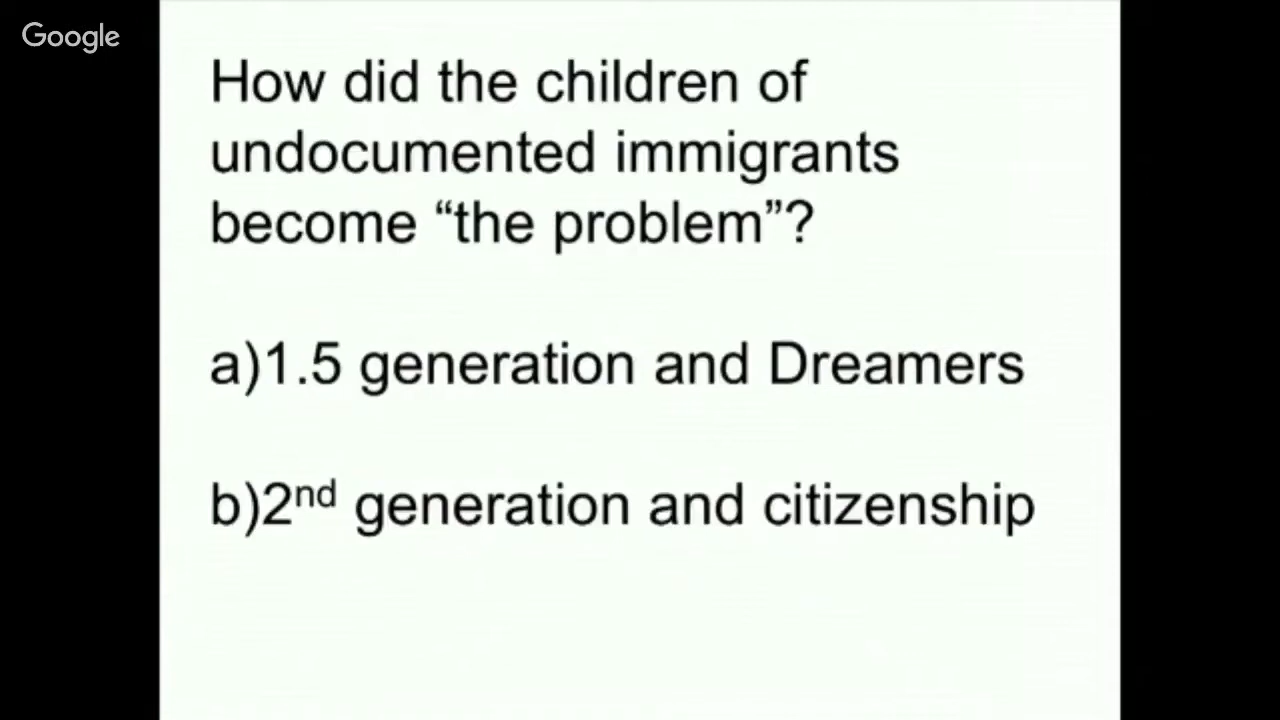 Google
How did the children of
undocumented immigrants
become “the problem”?
a)1.5 generation and Dreamers
b)2nd generation and citizenship